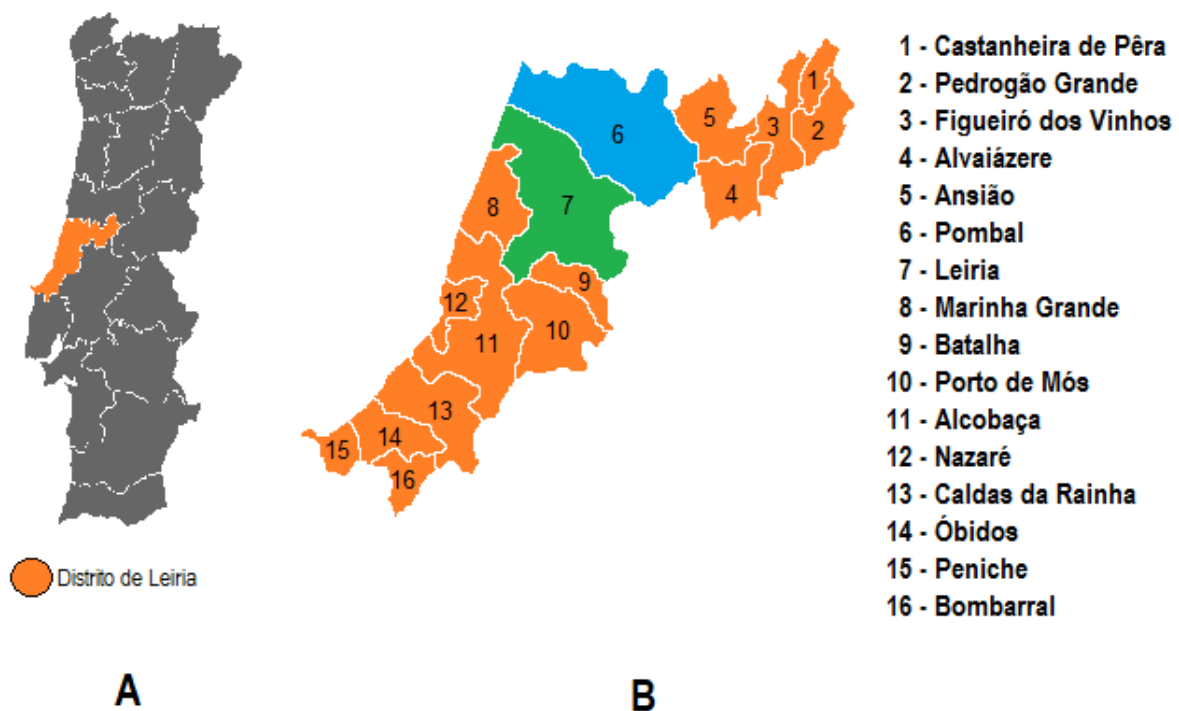 1 - Castanheira de Pêra
2 - Pedrogão Grande
3 - Figueiró dos Vinhos
4 - Alvaiázere
5 - Ansião
6 - Pombal
7 - Leiria
8 - Marinha Grande
9 - Batalha
10 - Porto de Mós
11 - Alcobaça
12 - Nazaré
13 - Caldas da Rainha
14 - Óbidos
15 - Peniche
16 - Bombarral
1
2
3
4
5
6
7
8
9
10
11
12
13
14
15
16
Distrito de Leiria
A
B